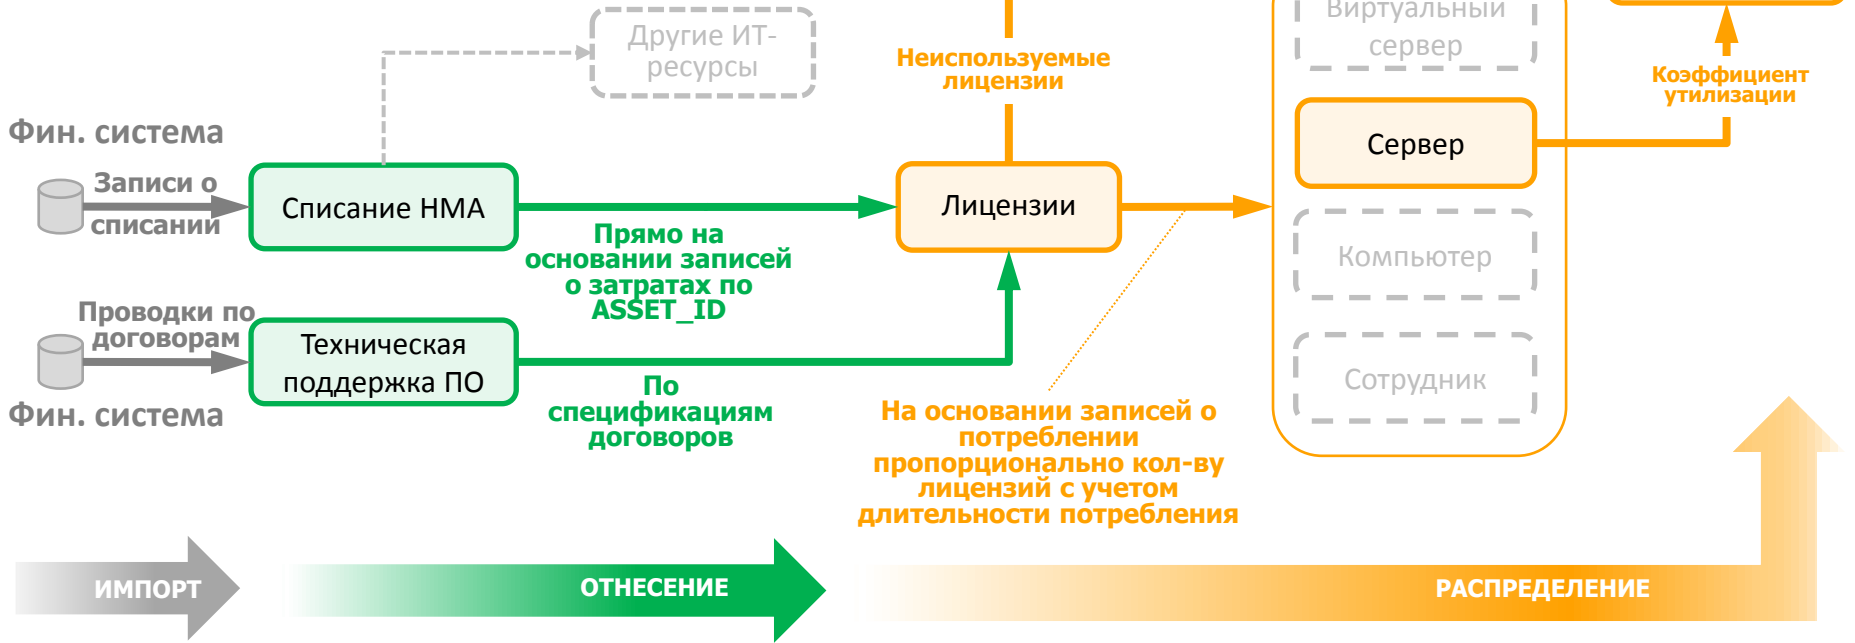 Другие ИТ-
ресурсы
Неиспользуемые
лицензии
Виртуальный
сервер
Коэффициент
утилизации
Фин. система
Записи о
списании
Списание НМА
Прямо на
основании записей
о затратах по
ASSET_ID
Лицензии
Сервер
Компьютер
Сотрудник
Проводки по
договорам
Фин. система
Техническая
поддержка ПО
По
спецификациям
договоров
На основании записей о
потреблении
пропорционально кол-ву
лицензий с учетом
длительности потребления
ИМПОРТ
ОТНЕСЕНИЕ
РАСПРЕДЕЛЕНИЕ